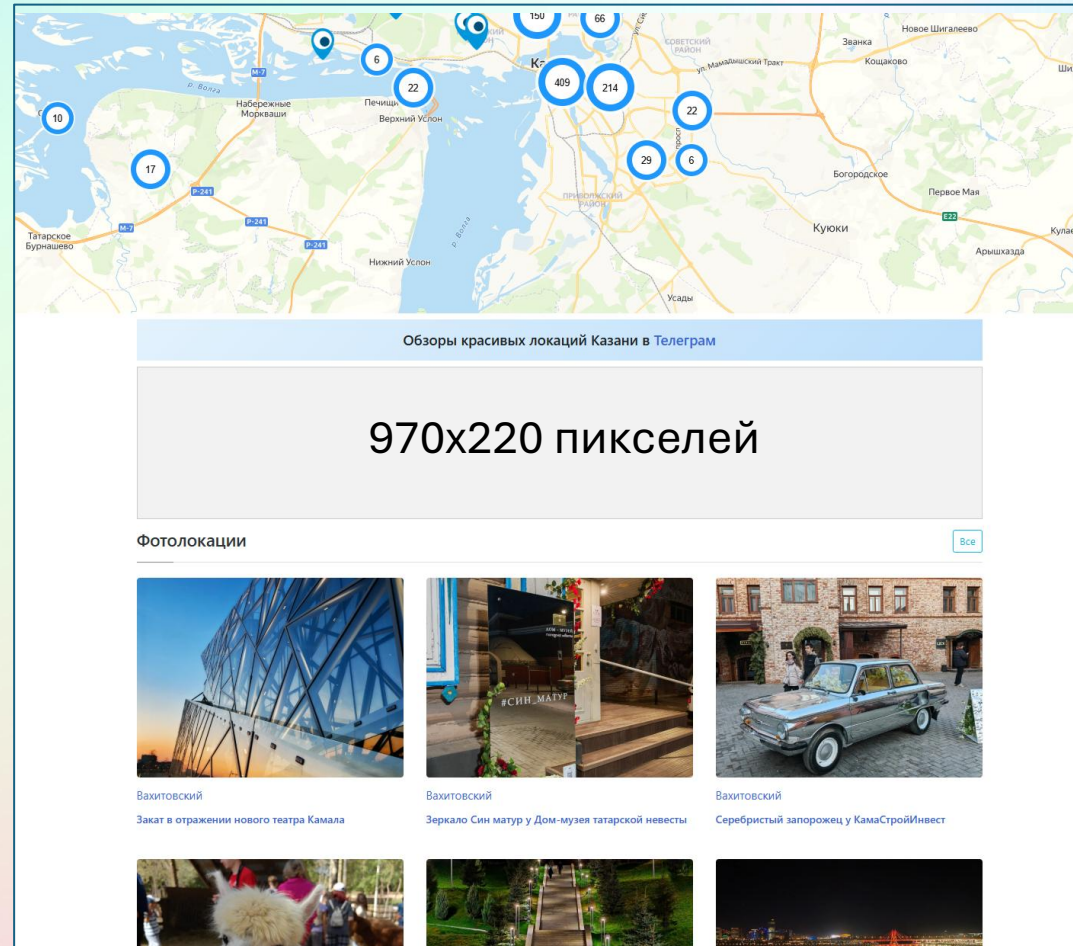 150
66
СОВЕТСКИЙ
РАЙОН
Званка
Новое Шигалеево
6
ул. Мамадышский Тракт
Кощаково
М-7
р. Волга
409
214
22
Набережные
Моркваши
Печищи
Верхний Услон
22
10
17
29
6
Богородское
Р-241
ПРИВОЛЖСКИЙ
РАЙОН
Первое Мая
М-7
Р-241
E22
Татарское
Бурнашево
Р-241
р. Волга
Куюки
Арышхазда
Нижний Услон
Усады
Обзоры красивых локаций Казани в Телеграм
970x220 пикселей
Фотолокации
Все
#СИН_МАТУР
Вахитовский
Закат в отражении нового театра Камала
Вахитовский
Зеркало Син матур у Дом-музея татарской невесты
Вахитовский
Серебристый запорожец у КамаСтройИнвест